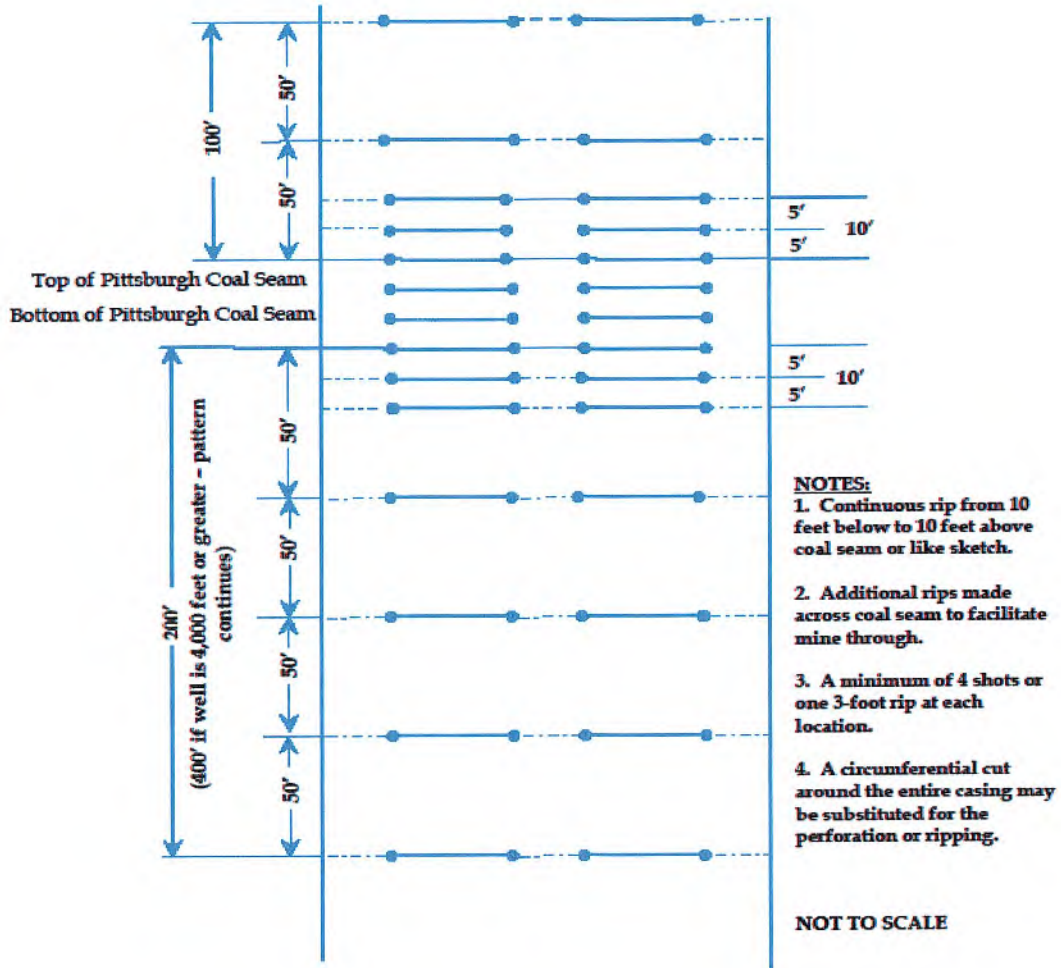 100'
50'
50'
5'
10'
5'
Top of Pittsburgh Coal Seam
Bottom of Pittsburgh Coal Seam
5'
10'
5'
200'
(400' if well is 4,000 feet or greater – pattern
continues)
50'
50'
50'
50'
NOTES:
1. Continuous rip from 10
feet below to 10 feet above
coal seam or like sketch.
2. Additional rips made
across coal seam to facilitate
mine through.
3. A minimum of 4 shots or
one 3-foot rip at each
location.
4. A circumferential cut
around the entire casing may
be substituted for the
perforation or ripping.
NOT TO SCALE